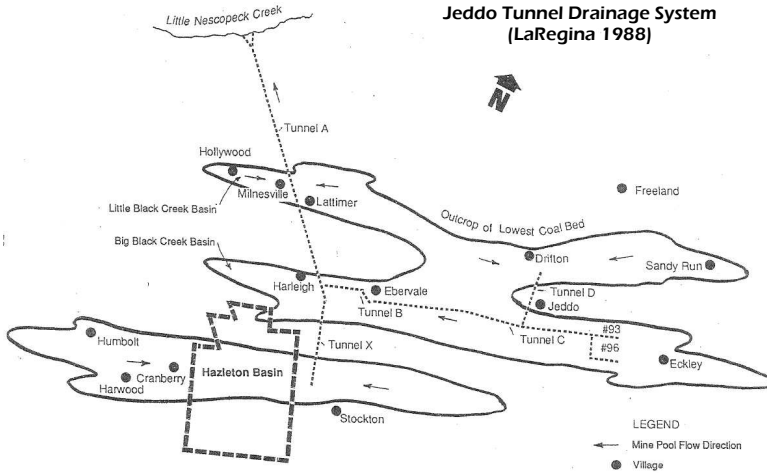 Jeddo Tunnel Drainage System
(LaRegina 1988)
Little Nescopeck Creek
N
Tunnel A
Hollywood
Milnesville
Lattimer
Little Black Creek Basin
Freeland
Outcrop of Lowest Coal Bed
Big Black Creek Basin
Drifton
Sandy Run
Harleigh
Ebervale
Tunnel D
Jeddo
Tunnel B
#93
Tunnel C
#96
Humbolt
Tunnel X
Eckley
Cranberry
Hazleton Basin
Harwood
Stockton
LEGEND
Mine Pool Flow Direction
Village